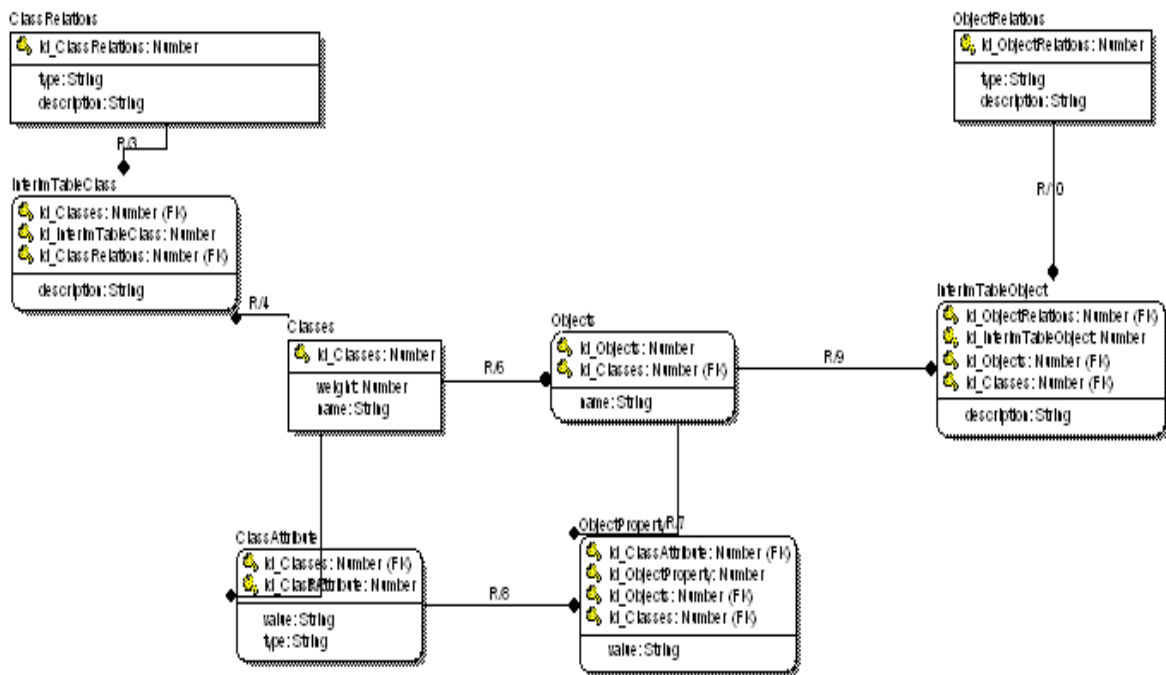 ClassRelations
id_ClassRelations: Number
type: String
description: String
R/3
InterimTableClass
id_Classes: Number (FK)
id_InterimTableClass: Number
id_ClassRelations: Number (FK)
description: String
R/4
Classes
id_Classes: Number
weight: Number
name: String
R/6
Objects
id_Objects: Number
id_Classes: Number (FK)
name: String
R/9
ObjectRelations
id_ObjectRelations: Number
type: String
description: String
R/10
InterimTableObject
id_ObjectRelations: Number (FK)
id_InterimTableObject: Number
id_Objects: Number (FK)
id_Classes: Number (FK)
description: String
ClassAttribute
id_Classes: Number (FK)
id_ClassAttribute: Number
value: String
type: String
R/8
ObjectProperty
R/7
id_ClassAttribute: Number (FK)
id_ObjectProperty: Number
id_Objects: Number (FK)
id_Classes: Number (FK)
value: String